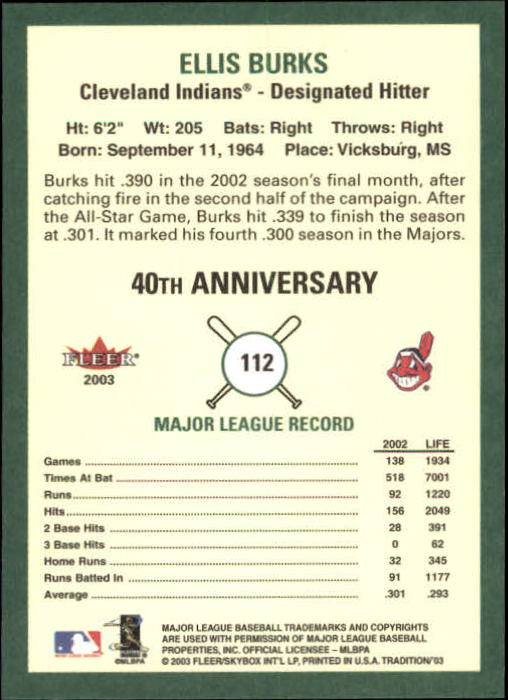 ELLIS BURKS
Cleveland Indians® - Designated Hitter
Ht: 6'2" Wt: 205 Bats: Right Throws: Right
Born: September 11, 1964 Place: Vicksburg, MS
Burks hit .390 in the 2002 season's final month, after
catching fire in the second half of the campaign. After
the All-Star Game, Burks hit .339 to finish the season
at .301. It marked his fourth .300 season in the Majors.
40TH ANNIVERSARY
FLEER
2003
112
MAJOR LEAGUE RECORD
2002 LIFE
Games 138 1934
Times At Bat 518 7001
Runs 92 1220
Hits 156 2049
2 Base Hits 28 391
3 Base Hits 0 62
Home Runs 32 345
Runs Batted In 91 1177
Average .301 .293
©MLBPA
MAJOR LEAGUE BASEBALL TRADEMARKS AND COPYRIGHTS
ARE USED WITH PERMISSION OF MAJOR LEAGUE BASEBALL
PROPERTIES, INC. OFFICIAL LICENSEE – MLBPA
© 2003 FLEER/SKYBOX INT'L LP, PRINTED IN U.S.A. TRADITION'03